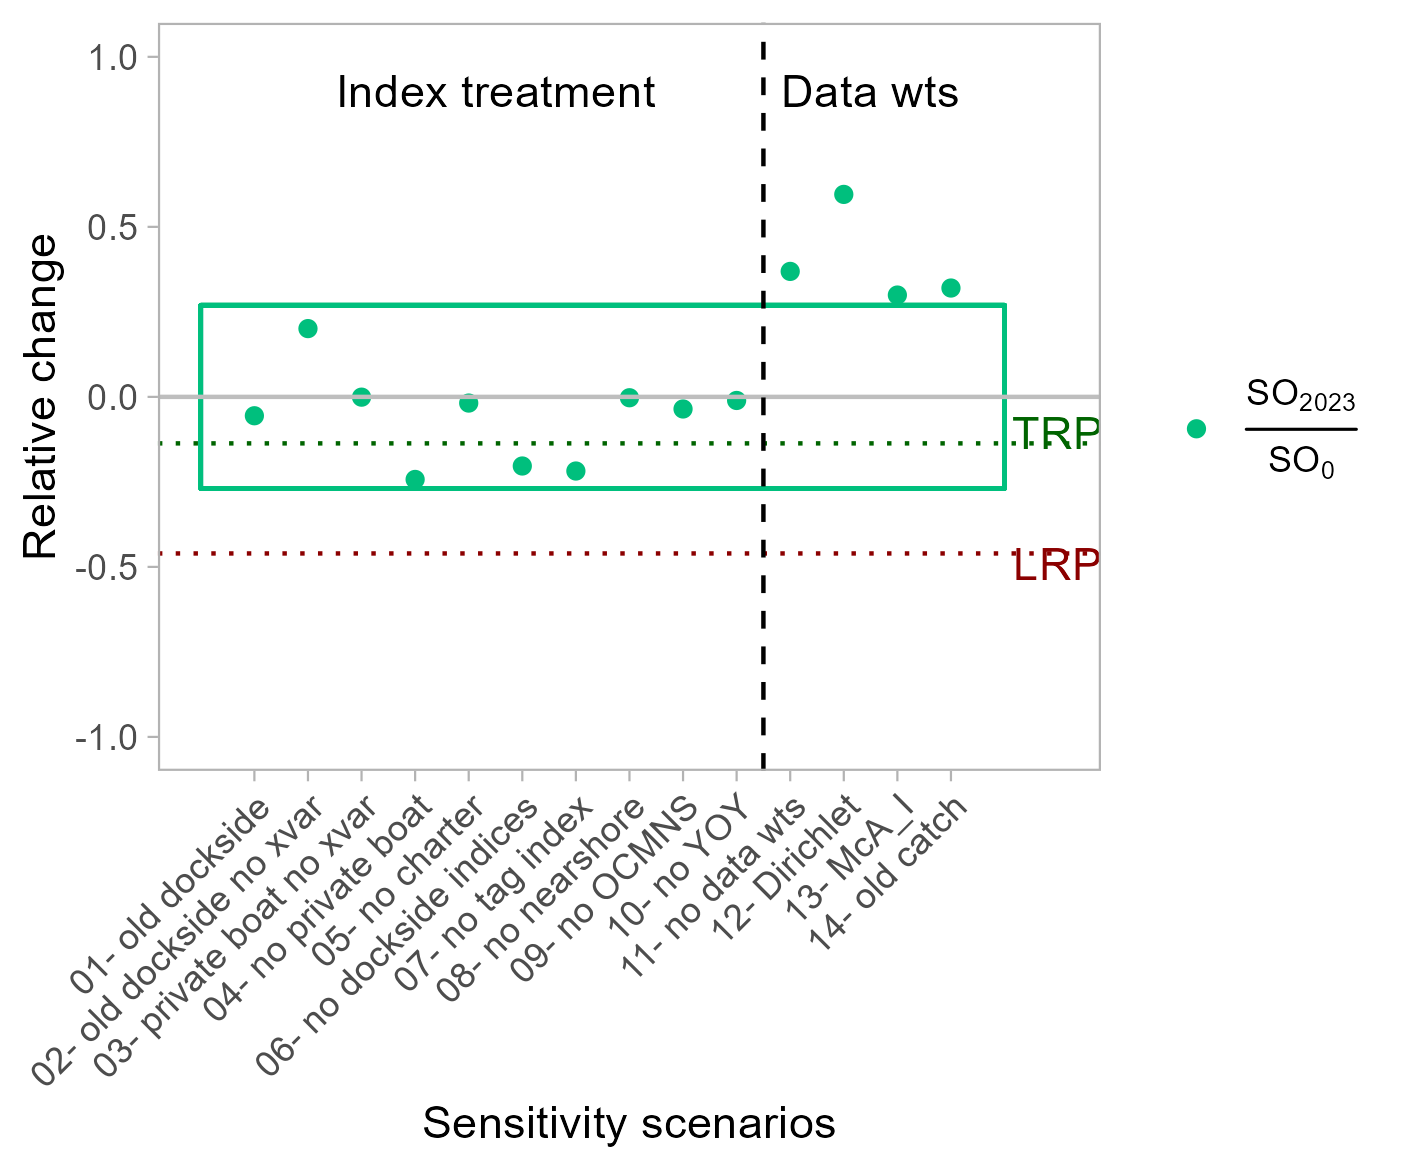 Index treatment
Data wts
Relative change
1.0
0.5
0.0
-0.5
-1.0
TRP
LRP
SO2023
SO0
01- old dockside
02- old dockside no xvar
03- private boat no xvar
04- no private boat
05- no charter
06- no dockside indices
07- no tag index
08- no nearshore
09- no OCMNS
10- no YOY
11- no data wts
12- Dirichlet
13- McA_I
14- old catch
Sensitivity scenarios